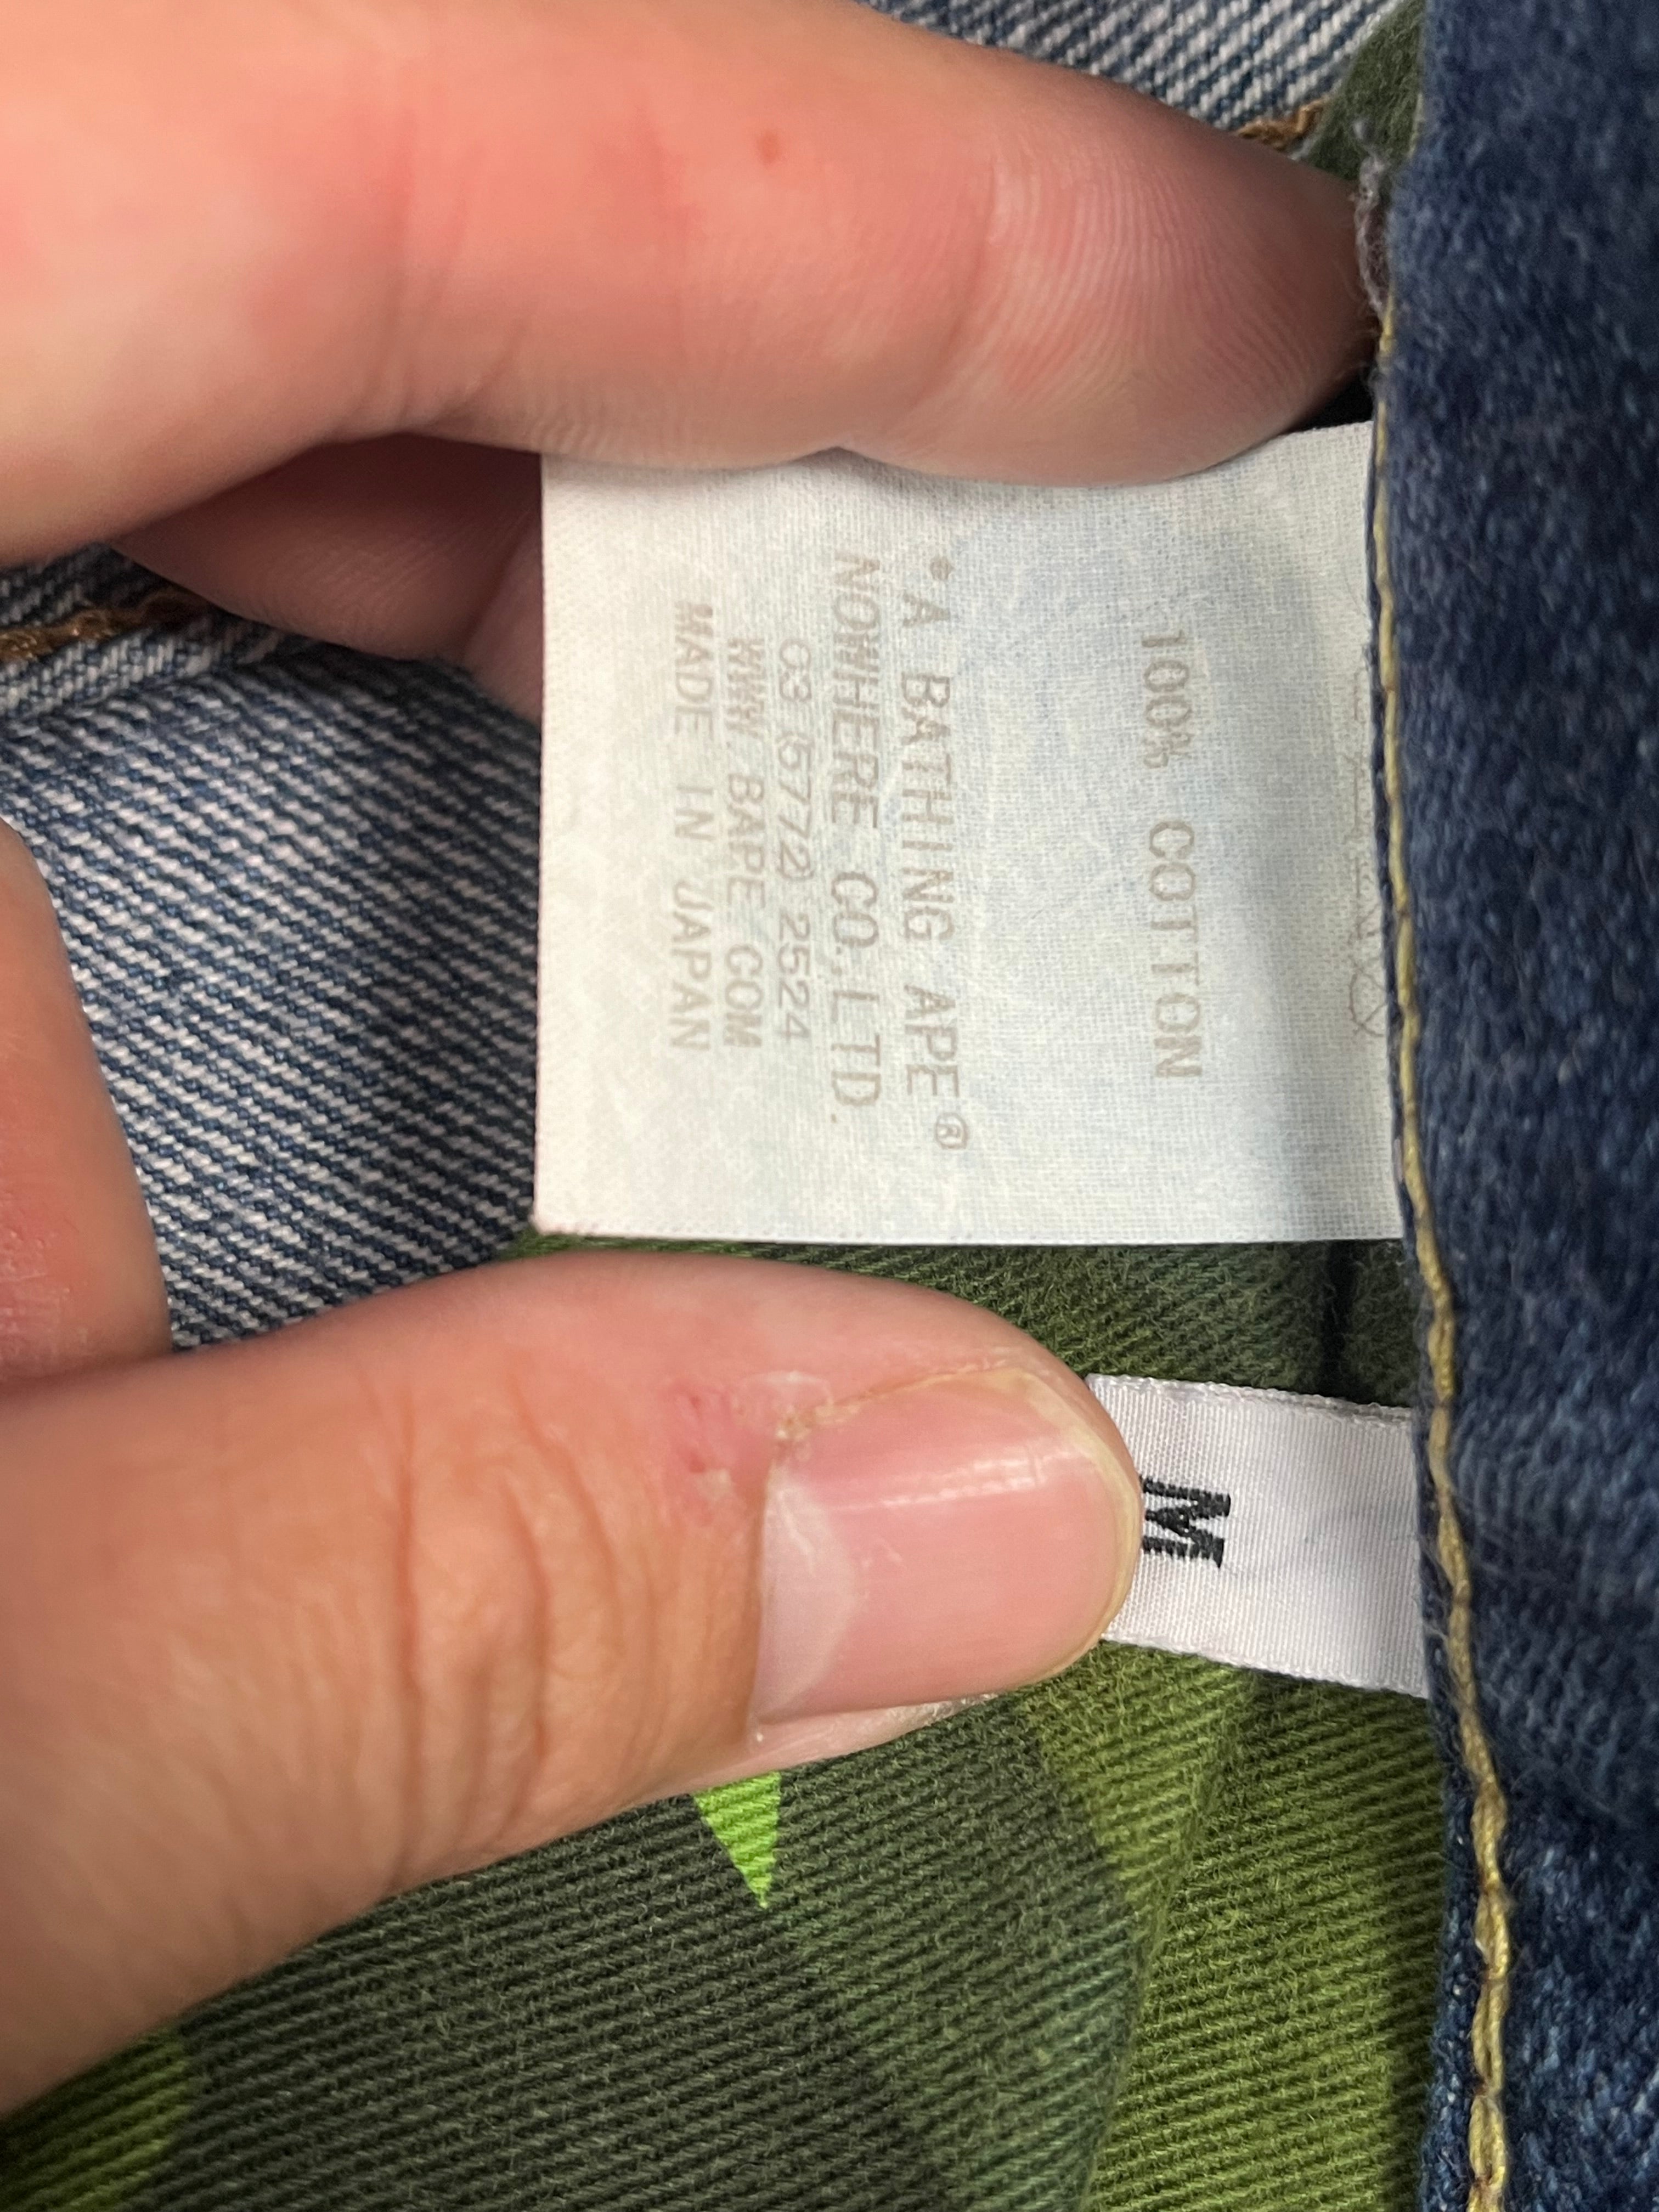 100% COTTON
• A BATHING APE®
NOWHERE CO.,LTD.
03 5772 2524
WWW.BAPE.COM
MADE IN JAPAN
M